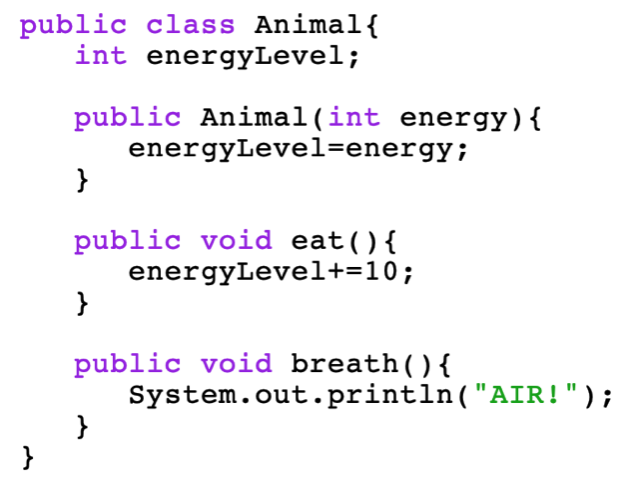 public class Animal{
int energyLevel;
public Animal(int energy){
energyLevel=energy;
}
public void eat(){
energyLevel+=10;
}
public void breath(){
System.out.println("AIR!");
}
}